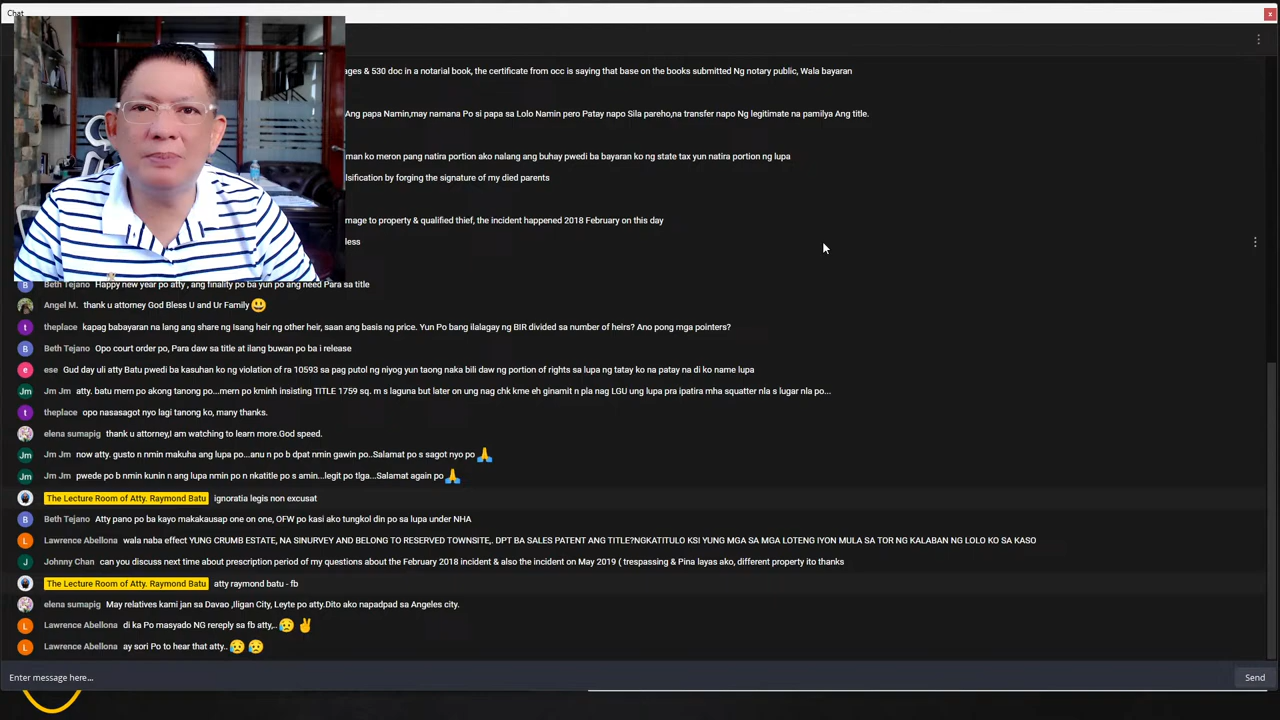 Chat
ages & 530 doc in a notarial book, the certificate from occ is saying that base on the books submitted Ng notary public, Wala bayaran
Ang papa Namin,may namana Po si papa sa Lolo Namin pero Patay napo Sila pareho,na transfer napo Ng legitimate na pamilya Ang title.
man ko meron pang natira portion ako nalang ang buhay pwedi ba bayaran ko ng state tax yun natira portion ng lupa
lsification by forging the signature of my died parents
mage to property & qualified thief, the incident happened 2018 February on this day
less
B Beth Tejano Happy new year po atty , ang finality po ba yun po ang need Para sa title
Angel M. thank u attorney God Bless U and Ur Family 😃
t theplace kapag babayaran na lang ang share ng Isang heir ng other heir, saan ang basis ng price. Yun Po bang ilalagay ng BIR divided sa number of heirs? Ano pong mga pointers?
B Beth Tejano Opo court order po, Para daw sa title at ilang buwan po ba i release
e ese Gud day uli atty Batu pwedi ba kasuhan ko ng violation of ra 10593 sa pag putol ng niyog yun taong naka bili daw ng portion of rights sa lupa ng tatay ko na patay na di ko name lupa
Jm Jm Jm atty. batu mern po akong tanong po...mern po kminh insisting TITLE 1759 sq. m s laguna but later on ung nag chk kme eh ginamit n pla nag LGU ung lupa pra ipatira mha squatter nla s lugar nla po...
t theplace opo nasasagot nyo lagi tanong ko, many thanks.
elena sumapig thank u attorney,I am watching to learn more.God speed.
Jm Jm Jm now atty. gusto n nmin makuha ang lupa po...anu n po b dpat nmin gawin po..Salamat po s sagot nyo po 🙏
Jm Jm Jm pwede po b nmin kunin n ang lupa nmin po n nkatitle po s amin...legit po tlga...Salamat again po 🙏
The Lecture Room of Atty. Raymond Batu ignoratia legis non excusat
B Beth Tejano Atty pano po ba kayo makakausap one on one, OFW po kasi ako tungkol din po sa lupa under NHA
L Lawrence Abellona wala naba effect YUNG CRUMB ESTATE, NA SINURVEY AND BELONG TO RESERVED TOWNSITE,. DPT BA SALES PATENT ANG TITLE?NGKATITULO KSI YUNG MGA SA MGA LOTENG IYON MULA SA TOR NG KALABAN NG LOLO KO SA KASO
J Johnny Chan can you discuss next time about prescription period of my questions about the February 2018 incident & also the incident on May 2019 ( trespassing & Pina layas ako, different property ito thanks
The Lecture Room of Atty. Raymond Batu atty raymond batu - fb
elena sumapig May relatives kami jan sa Davao ,Iligan City, Leyte po atty.Dito ako napadpad sa Angeles city.
L Lawrence Abellona di ka Po masyado NG rereply sa fb atty,.. 😥 ✌
L Lawrence Abellona ay sori Po to hear that atty.. 😥 😥
Enter message here... Send